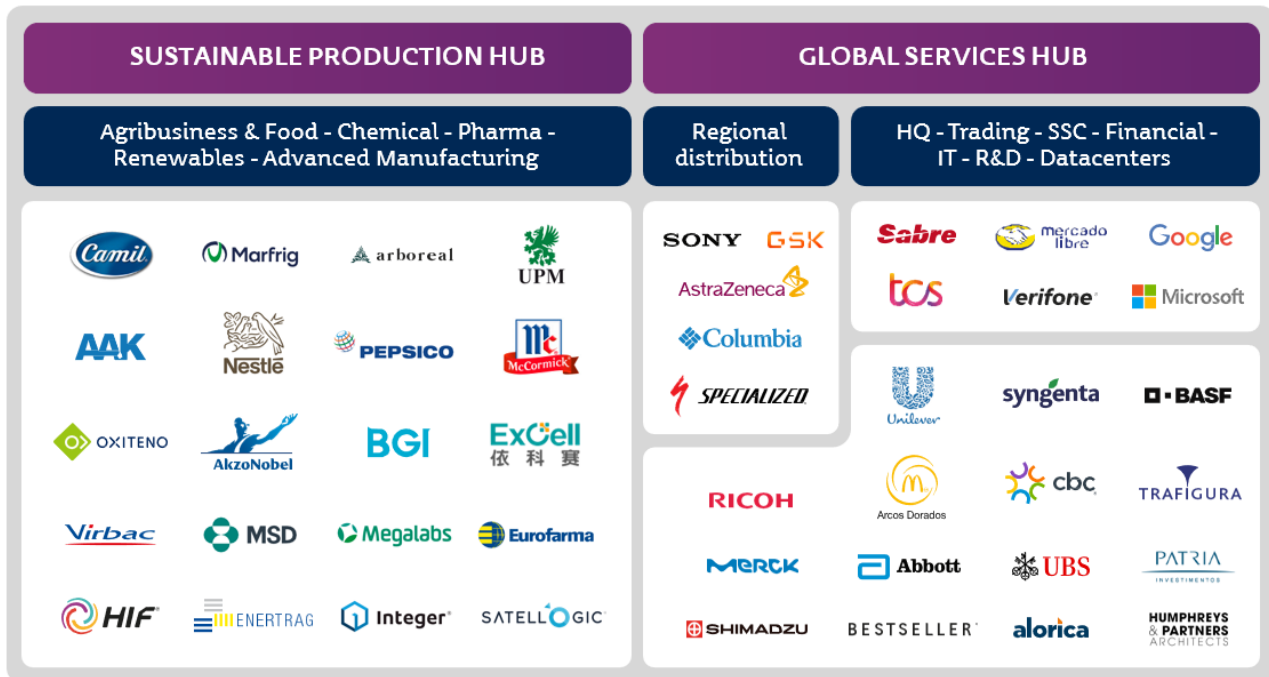 SUSTAINABLE PRODUCTION HUB
GLOBAL SERVICES HUB
Agribusiness & Food - Chemical - Pharma -
Renewables - Advanced Manufacturing
Regional
distribution
HQ - Trading - SSC - Financial -
IT - R&D - Datacenters
Camil
Marfrig
arboreal
UPM
AAK
Nestlé
PEPSICO
Mc
McCormick
OXITENO
AkzoNobel
BGI
ExCell
依科赛
Virbac
MSD
Megalabs
Eurofarma
HIF
ENERTRAG
Integer
SATELLOGIC
SONY
GSK
AstraZeneca
Columbia
SPECIALIZED
Sabre
mercado
libre
Google
tcs
Verifone
Microsoft
Unilever
syngenta
BASF
RICOH
m
Arcos Dorados
cbc
TRAFIGURA
MERCK
Abbott
UBS
PATRIA
INVESTIMENTOS
SHIMADZU
BESTSELLER
alorica
HUMPHREYS
& PARTNERS
ARCHITECTS